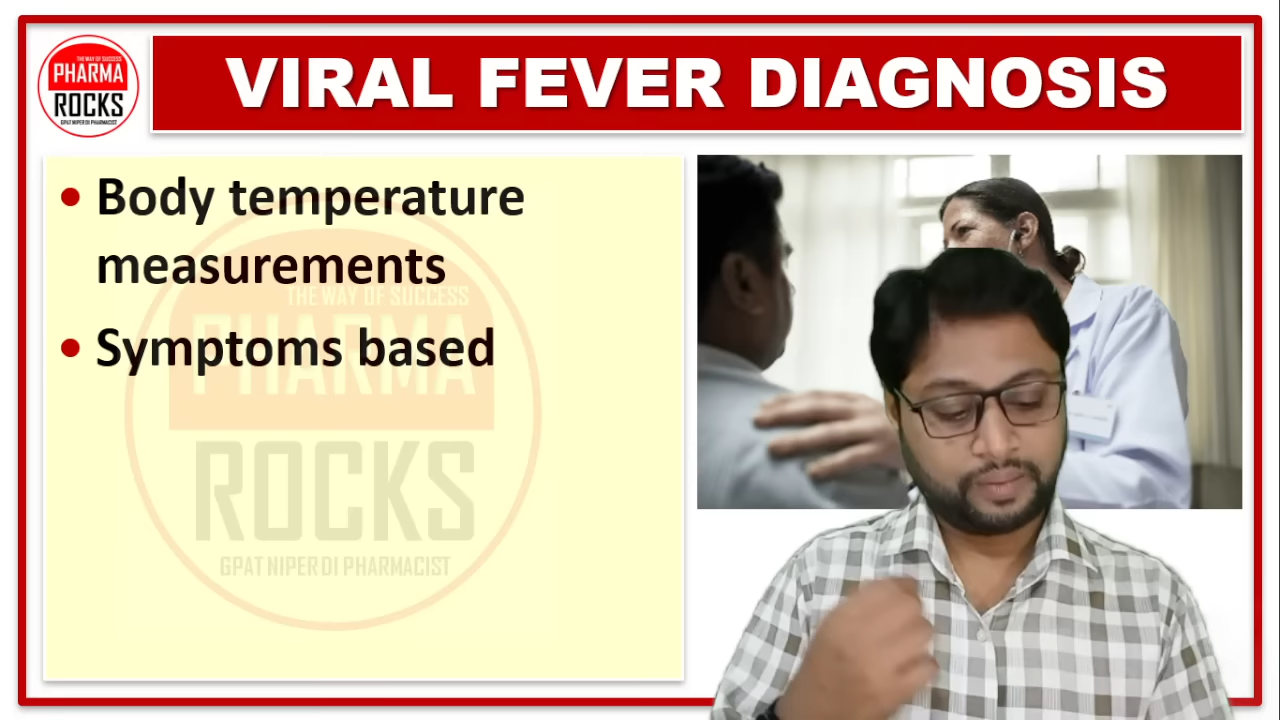 THE WAY OF SUCCESS
PHARMA
ROCKS
GPAT NIPER DI PHARMACIST
VIRAL FEVER DIAGNOSIS
• Body temperature
measurements
• Symptoms based
THE WAY OF SUCCESS
PHARMA
ROCKS
GPAT NIPER DI PHARMACIST